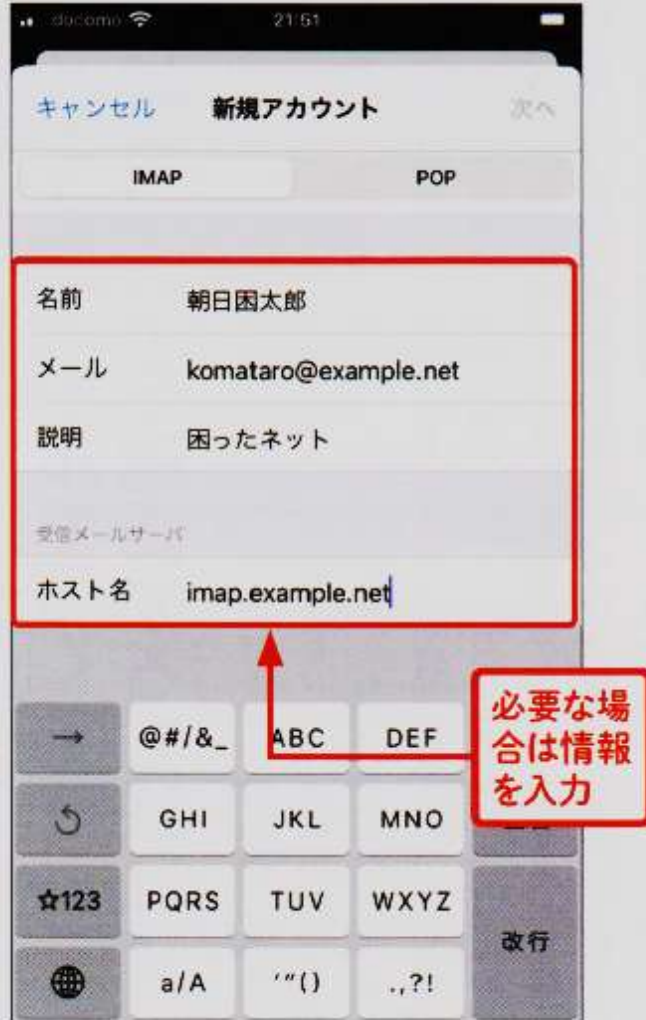 docomo 21:51
キャンセル 新規アカウント 次へ
IMAP POP
名前 朝日困太郎
メール komataro@example.net
説明 困ったネット
受信メールサーバ
ホスト名 imap.example.net
必要な場
合は情報
を入力
→ @#/&_ ABC DEF
GHI JKL MNO
☆123 PQRS TUV WXYZ
改行
a/A ' " ( ) .,?!